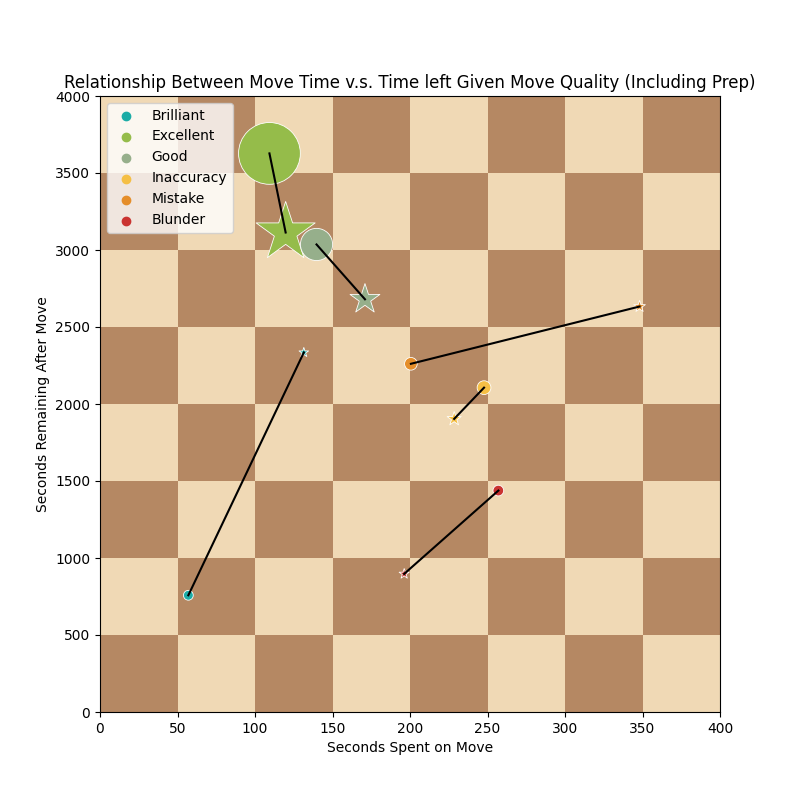 Relationship Between Move Time v.s. Time left Given Move Quality (Including Prep)
4000
3500
3000
2500
2000
1500
1000
500
0
Seconds Remaining After Move
Brilliant
Excellent
Good
Inaccuracy
Mistake
Blunder
0 50 100 150 200 250 300 350 400
Seconds Spent on Move